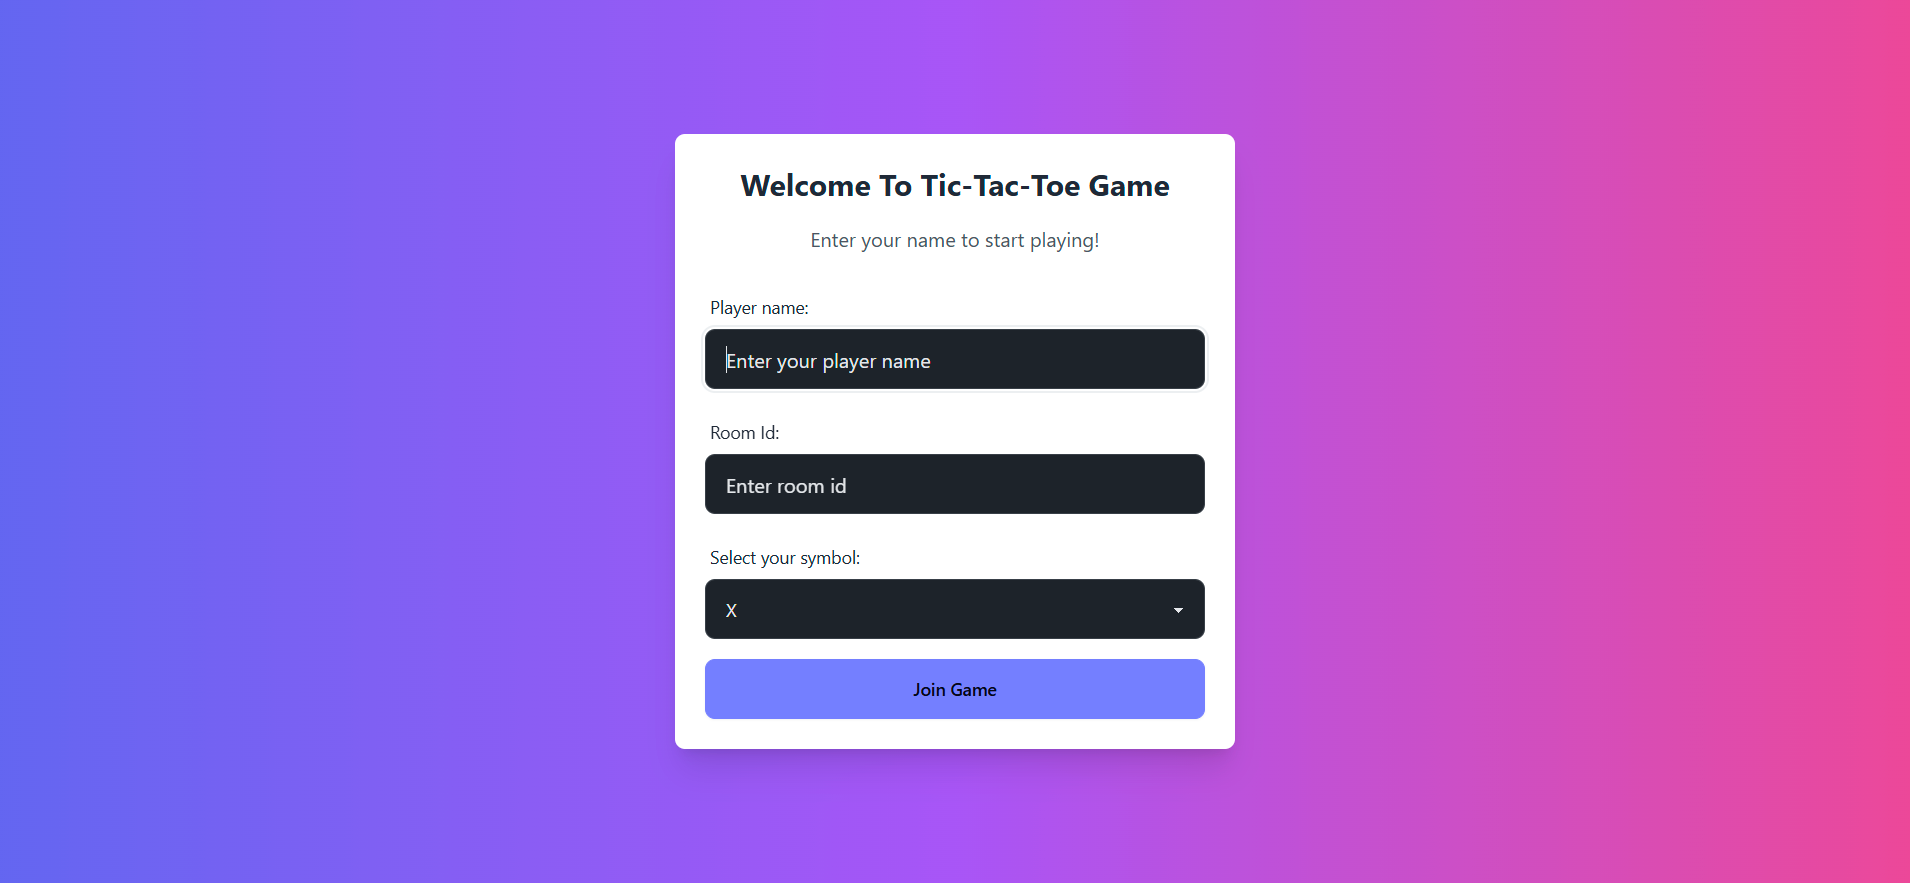 Welcome To Tic-Tac-Toe Game
Enter your name to start playing!
Player name:
Enter your player name
Room Id:
Enter room id
Select your symbol:
X
Join Game